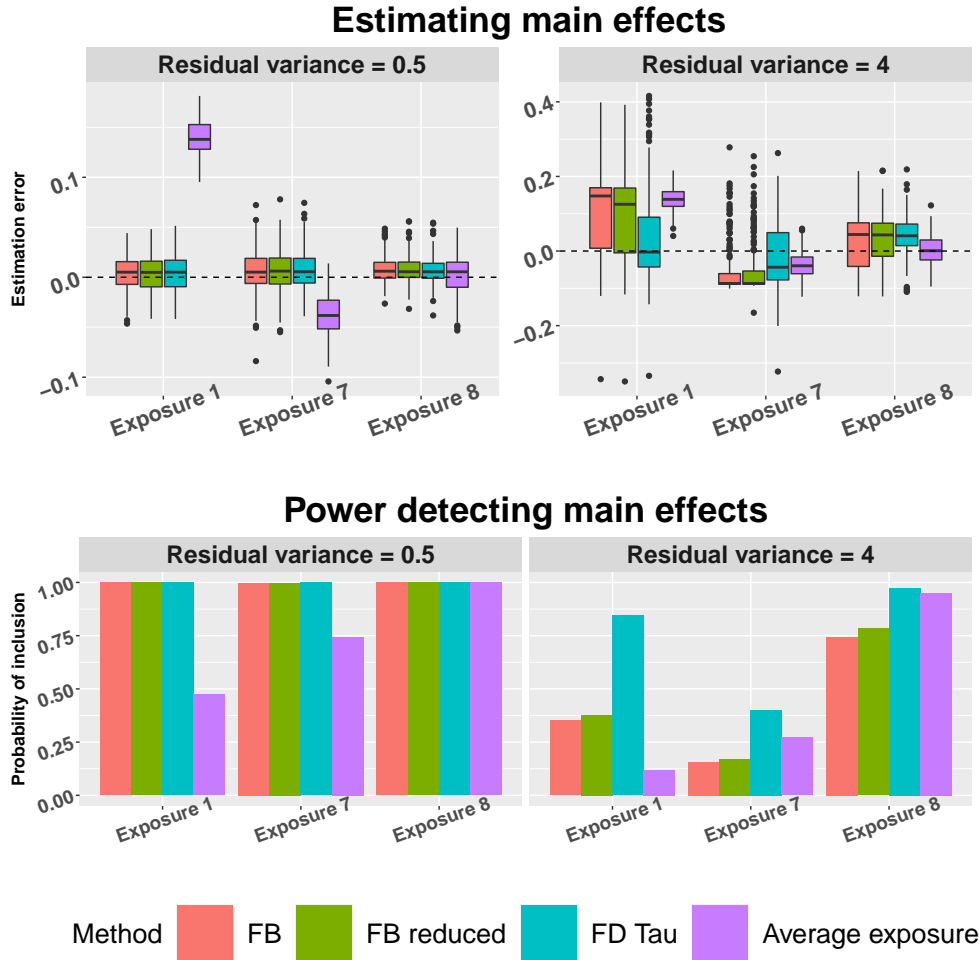 Estimating main effects
Residual variance = 0.5
Residual variance = 4
Estimation error
0.1
0.0
−0.1
0.4
0.2
0.0
−0.2
Exposure 1
Exposure 7
Exposure 8
Exposure 1
Exposure 7
Exposure 8
Power detecting main effects
Residual variance = 0.5
Residual variance = 4
Probability of inclusion
1.00
0.75
0.50
0.25
0.00
Exposure 1
Exposure 7
Exposure 8
Exposure 1
Exposure 7
Exposure 8
Method FB FB reduced FD Tau Average exposure